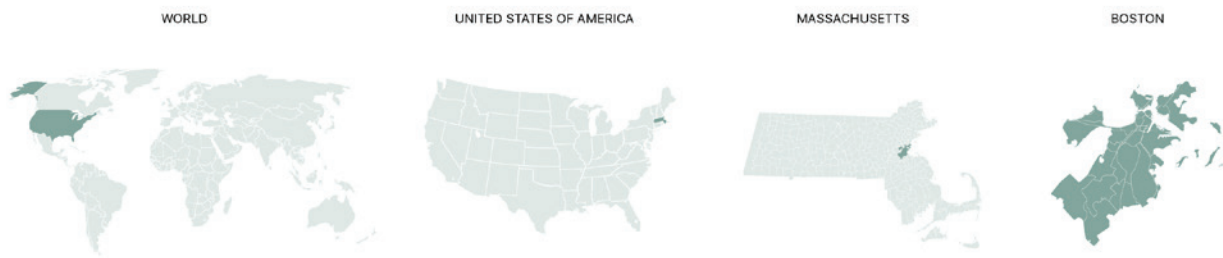 WORLD
UNITED STATES OF AMERICA
MASSACHUSETTS
BOSTON